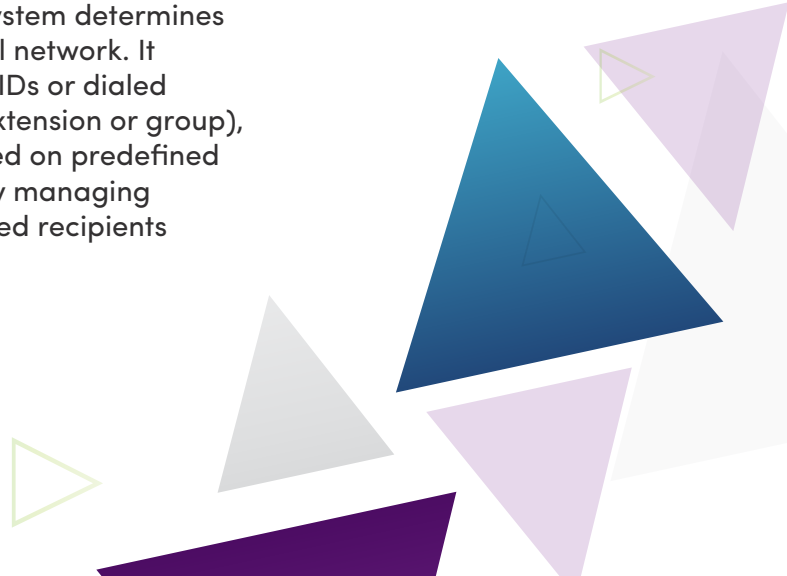 ystem determines
l network. It
IDs or dialed
xtension or group),
ed on predefined
y managing
ed recipients